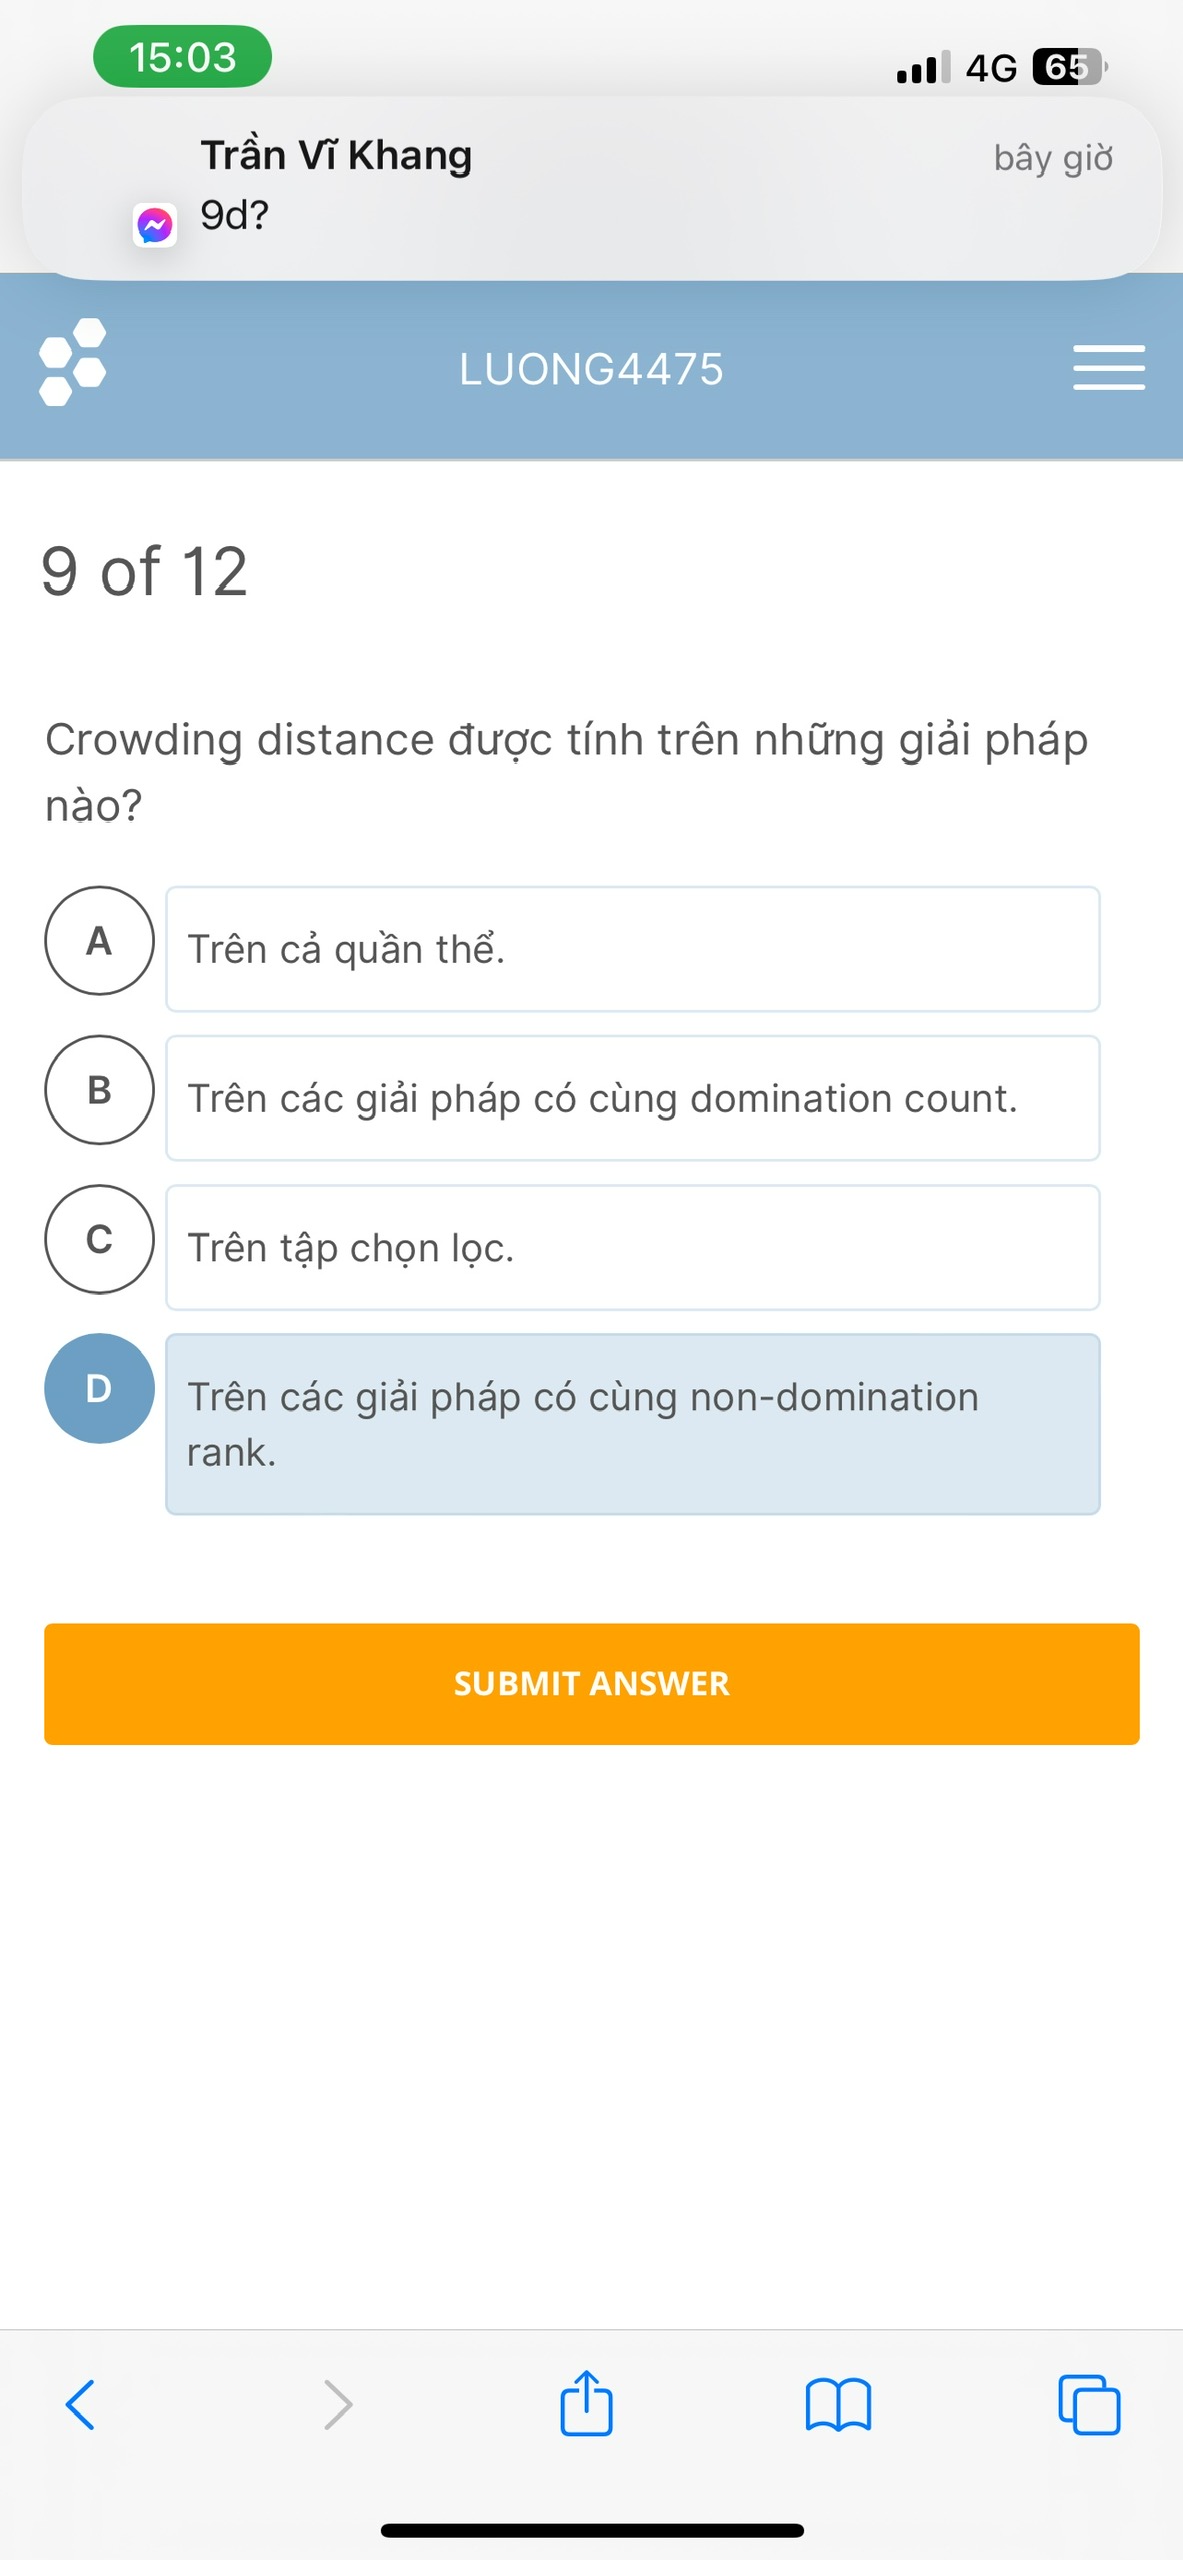 15:03
4G 65
Trần Vĩ Khang
bây giờ
9d?
LUONG4475
9 of 12
Crowding distance được tính trên những giải pháp
nào?
A
Trên cả quần thể.
B
Trên các giải pháp có cùng domination count.
C
Trên tập chọn lọc.
D
Trên các giải pháp có cùng non-domination
rank.
SUBMIT ANSWER